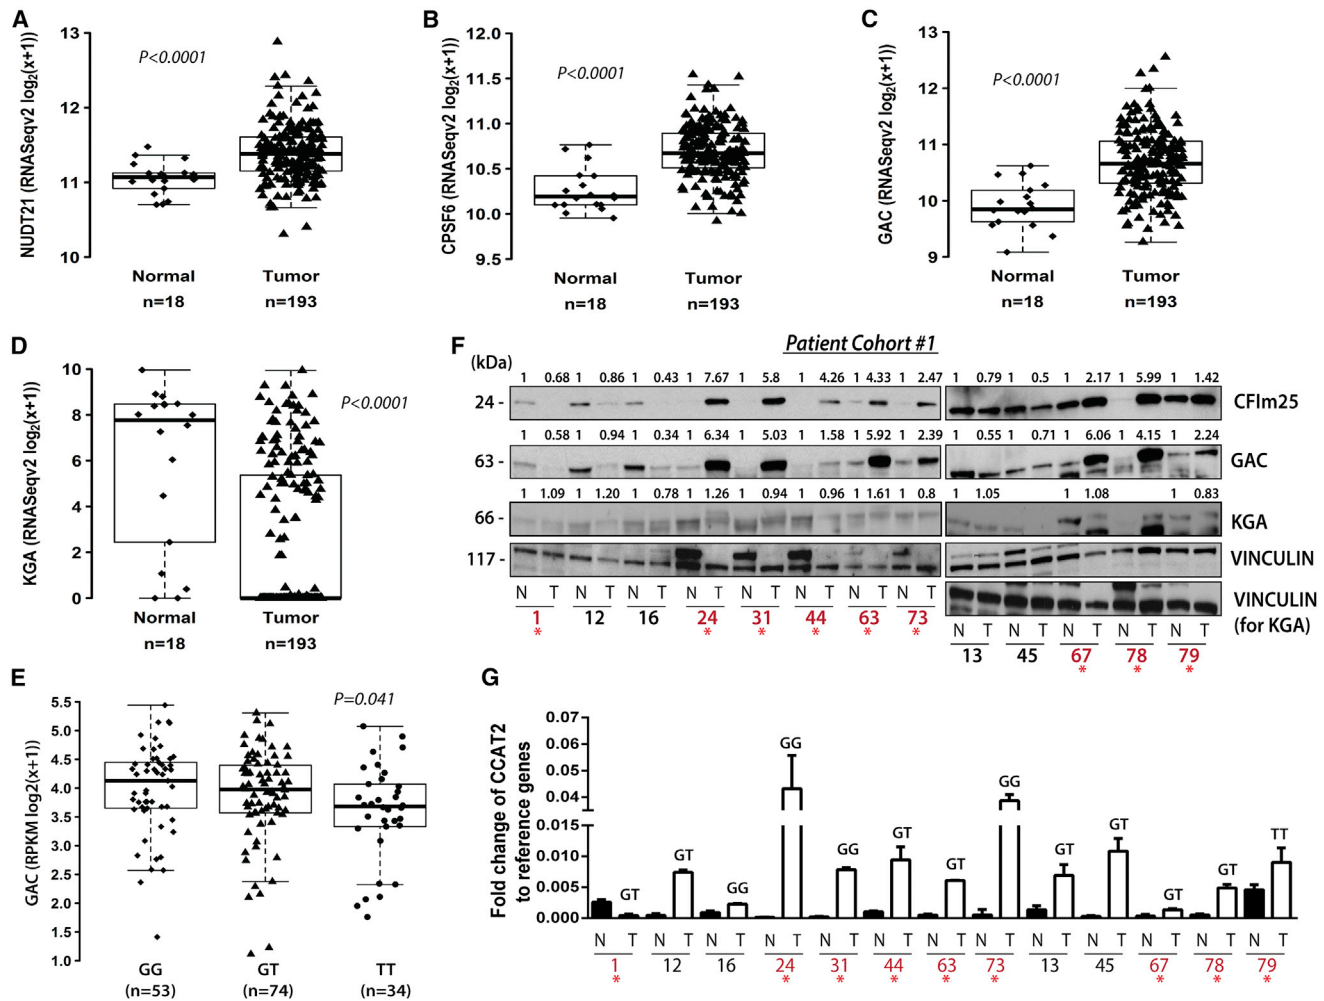 A
NUDT21 (RNASeqv2 log2(x+1))
13
12
11
10
P<0.0001
Normal
n=18
Tumor
n=193
B
CPSF6 (RNASeqv2 log2(x+1))
12.0
11.5
11.0
10.5
10.0
9.5
P<0.0001
Normal
n=18
Tumor
n=193
C
GAC (RNASeqv2 log2(x+1))
13
12
11
10
9
P<0.0001
Normal
n=18
Tumor
n=193
D
KGA (RNASeqv2 log2(x+1))
10
8
6
4
2
0
P<0.0001
Normal
n=18
Tumor
n=193
F
Patient Cohort #1
(kDa)
1 0.68 1 0.86 1 0.43 1 7.67 1 5.8 1 4.26 1 4.33 1 2.47 1 0.79 1 0.5 1 2.17 1 5.99 1 1.42
24 - CFIm25
1 0.58 1 0.94 1 0.34 1 6.34 1 5.03 1 1.58 1 5.92 1 2.39 1 0.55 1 0.71 1 6.06 1 4.15 1 2.24
63 - GAC
1 1.09 1 1.20 1 0.78 1 1.26 1 0.94 1 0.96 1 1.61 1 0.8 1 1.05 1 1.08 1 0.83
66 - KGA
117 - VINCULIN
VINCULIN
(for KGA)
N T N T N T N T N T N T N T N T
1 12 16 24 31 44 63 73
* * * * * *
N T N T N T N T N T
13 45 67 78 79
* * *
E
GAC (RPKM log2(x+1))
5.5
5.0
4.5
4.0
3.5
3.0
2.5
2.0
1.5
1.0
P=0.041
GG
(n=53)
GT
(n=74)
TT
(n=34)
G
Fold change of CCAT2
to reference genes
0.07
0.06
0.05
0.04
0.015
0.010
0.005
0.000
GT GT GG GG GG GT GT GG GT GT GT GT TT
N T N T N T N T N T N T N T N T N T N T N T N T N T
1 12 16 24 31 44 63 73 13 45 67 78 79
* * * * * * * * *